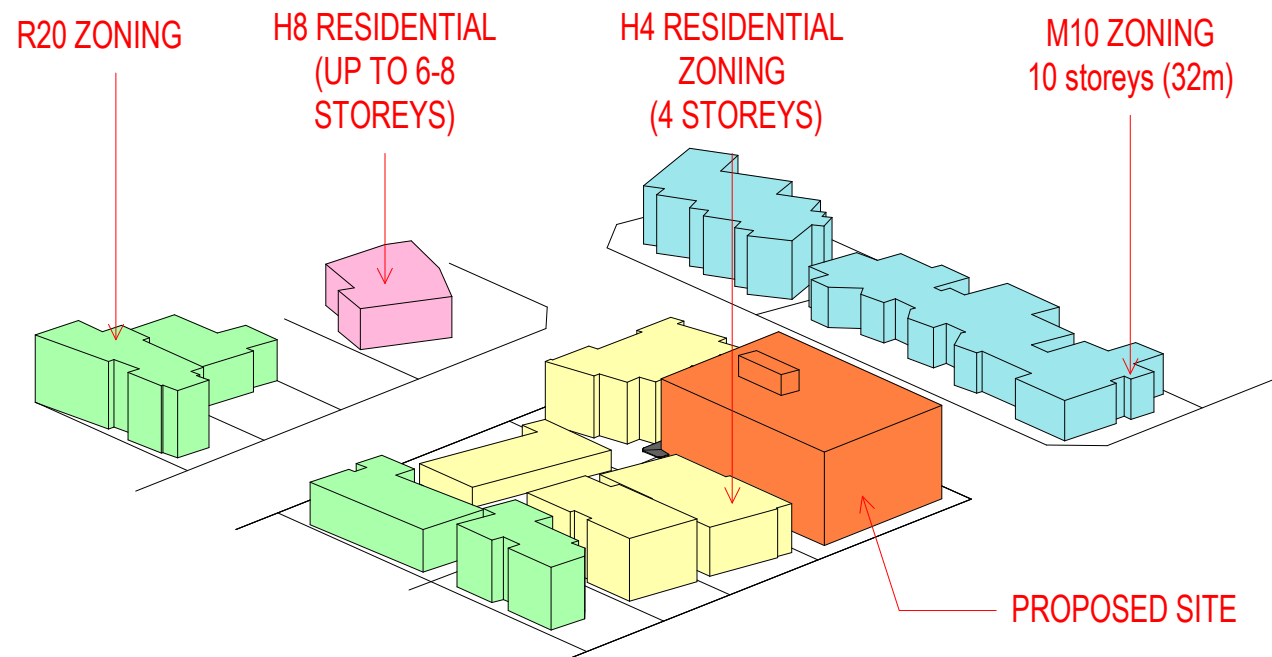 R20 ZONING
H8 RESIDENTIAL
(UP TO 6-8
STOREYS)
H4 RESIDENTIAL
ZONING
(4 STOREYS)
M10 ZONING
10 storeys (32m)
PROPOSED SITE